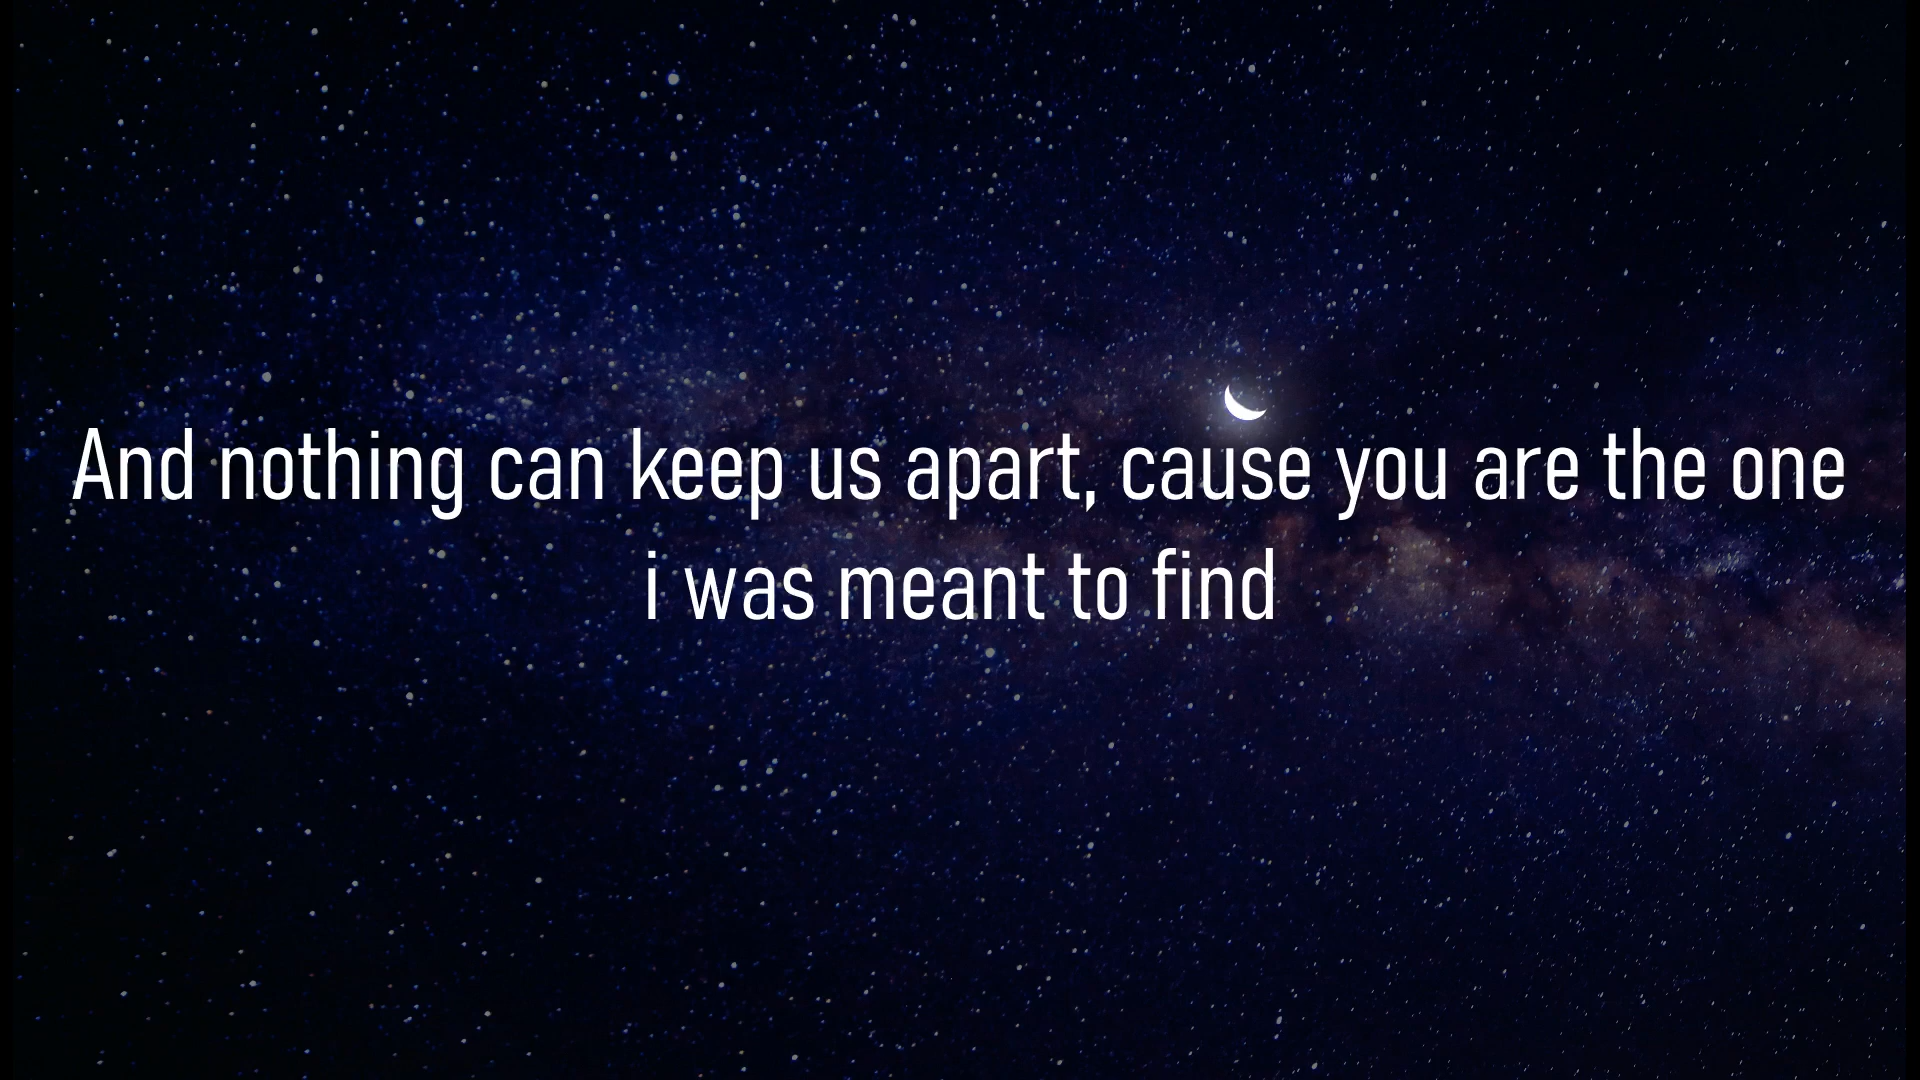 And nothing can keep us apart, cause you are the one
i was meant to find